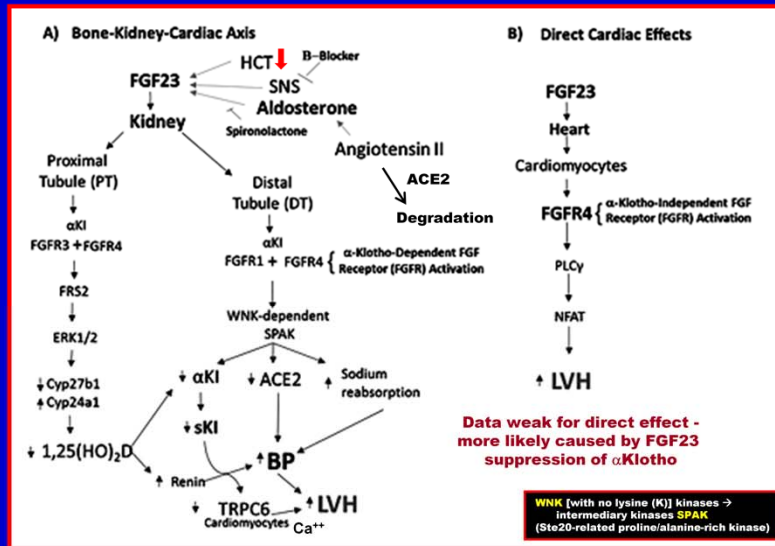 A) Bone-Kidney-Cardiac Axis
HCT
B-Blocker
FGF23
SNS
Aldosterone
Kidney
Spironolactone
Angiotensin II
ACE2
Degradation
Proximal
Tubule (PT)
Distal
Tubule (DT)
αKI
FGFR3 +FGFR4
αKI
FGFR1 + FGFR4 { α-Klotho-Dependent FGF
Receptor (FGFR) Activation
FRS2
ERK1/2
WNK-dependent
SPAK
Cyp27b1
Cyp24a1
αKI
ACE2
Sodium
reabsorption
sKI
1,25(HO)₂D
Renin
BP
TRPC6
Cardiomyocytes
Ca⁺⁺
LVH
B) Direct Cardiac Effects
FGF23
Heart
Cardiomyocytes
FGFR4 { α-Klotho-Independent FGF
Receptor (FGFR) Activation
PLCγ
NFAT
LVH
Data weak for direct effect -
more likely caused by FGF23
suppression of αKlotho
WNK [with no lysine (K)] kinases →
intermediary kinases SPAK
(Ste20-related proline/alanine-rich kinase)